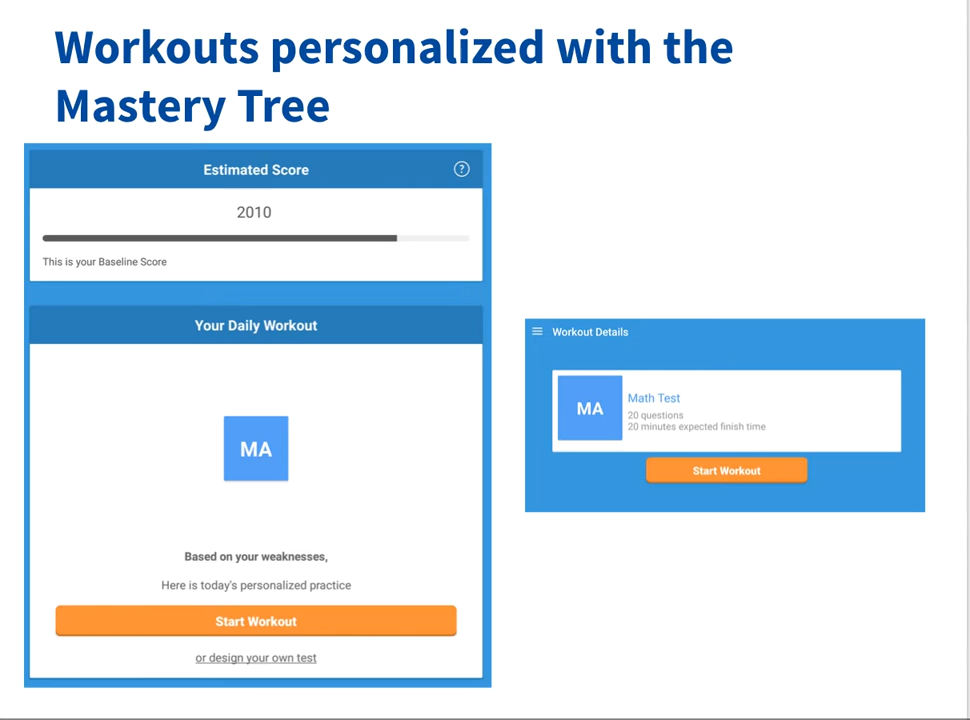 Workouts personalized with the
Mastery Tree
Estimated Score
?
2010
This is your Baseline Score
Your Daily Workout
MA
Based on your weaknesses,
Here is today's personalized practice
Start Workout
or design your own test
Workout Details
MA
Math Test
20 questions
20 minutes expected finish time
Start Workout